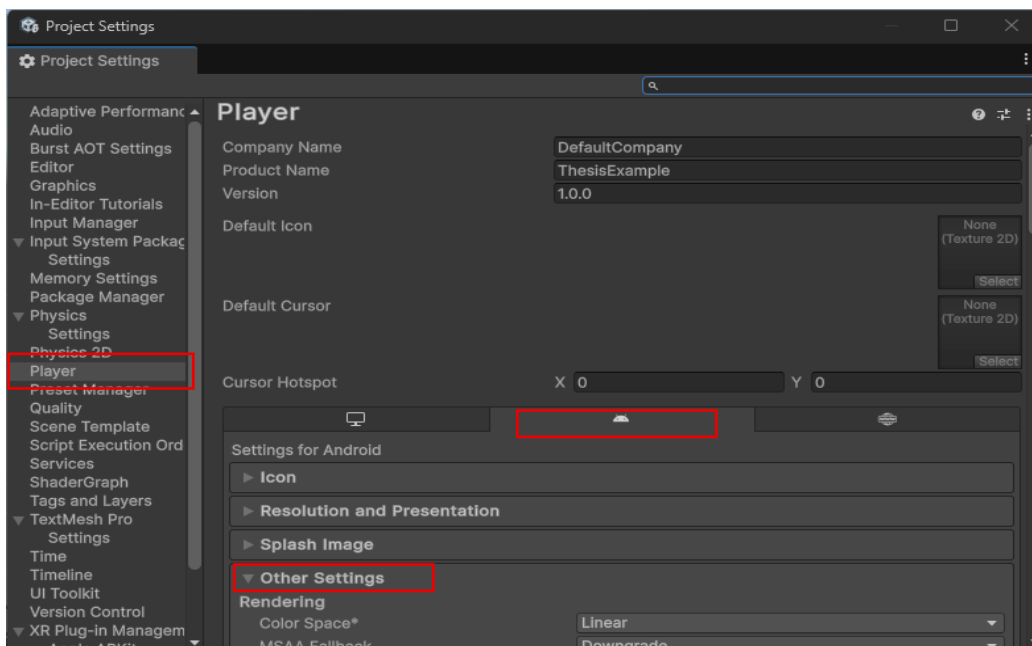 Project Settings
Project Settings
Adaptive Performanc
Audio
Burst AOT Settings
Editor
Graphics
In-Editor Tutorials
Input Manager
Input System Packag
Settings
Memory Settings
Package Manager
Physics
Settings
Physics 2D
Player
Preset Manager
Quality
Scene Template
Script Execution Ord
Services
ShaderGraph
Tags and Layers
TextMesh Pro
Settings
Time
Timeline
UI Toolkit
Version Control
XR Plug-in Managem
Player
Company Name DefaultCompany
Product Name ThesisExample
Version 1.0.0
Default Icon
None
(Texture 2D)
Select
Default Cursor
None
(Texture 2D)
Select
Cursor Hotspot X 0 Y 0
Settings for Android
Icon
Resolution and Presentation
Splash Image
Other Settings
Rendering
Color Space* Linear
MSAA Fallback Downgrade